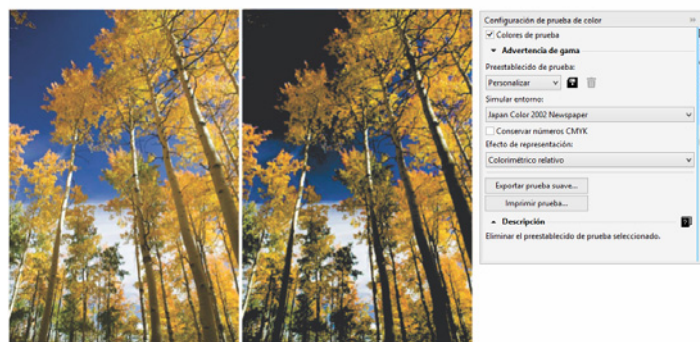 Configuración de prueba de color
Colores de prueba
Advertencia de gama
Preestablecido de prueba:
Personalizar
Simular entorno:
Japan Color 2002 Newspaper
Conservar números CMYK
Efecto de representación:
Colorimétrico relativo
Exportar prueba suave...
Imprimir prueba...
Descripción
Eliminar el preestablecido de prueba seleccionado.